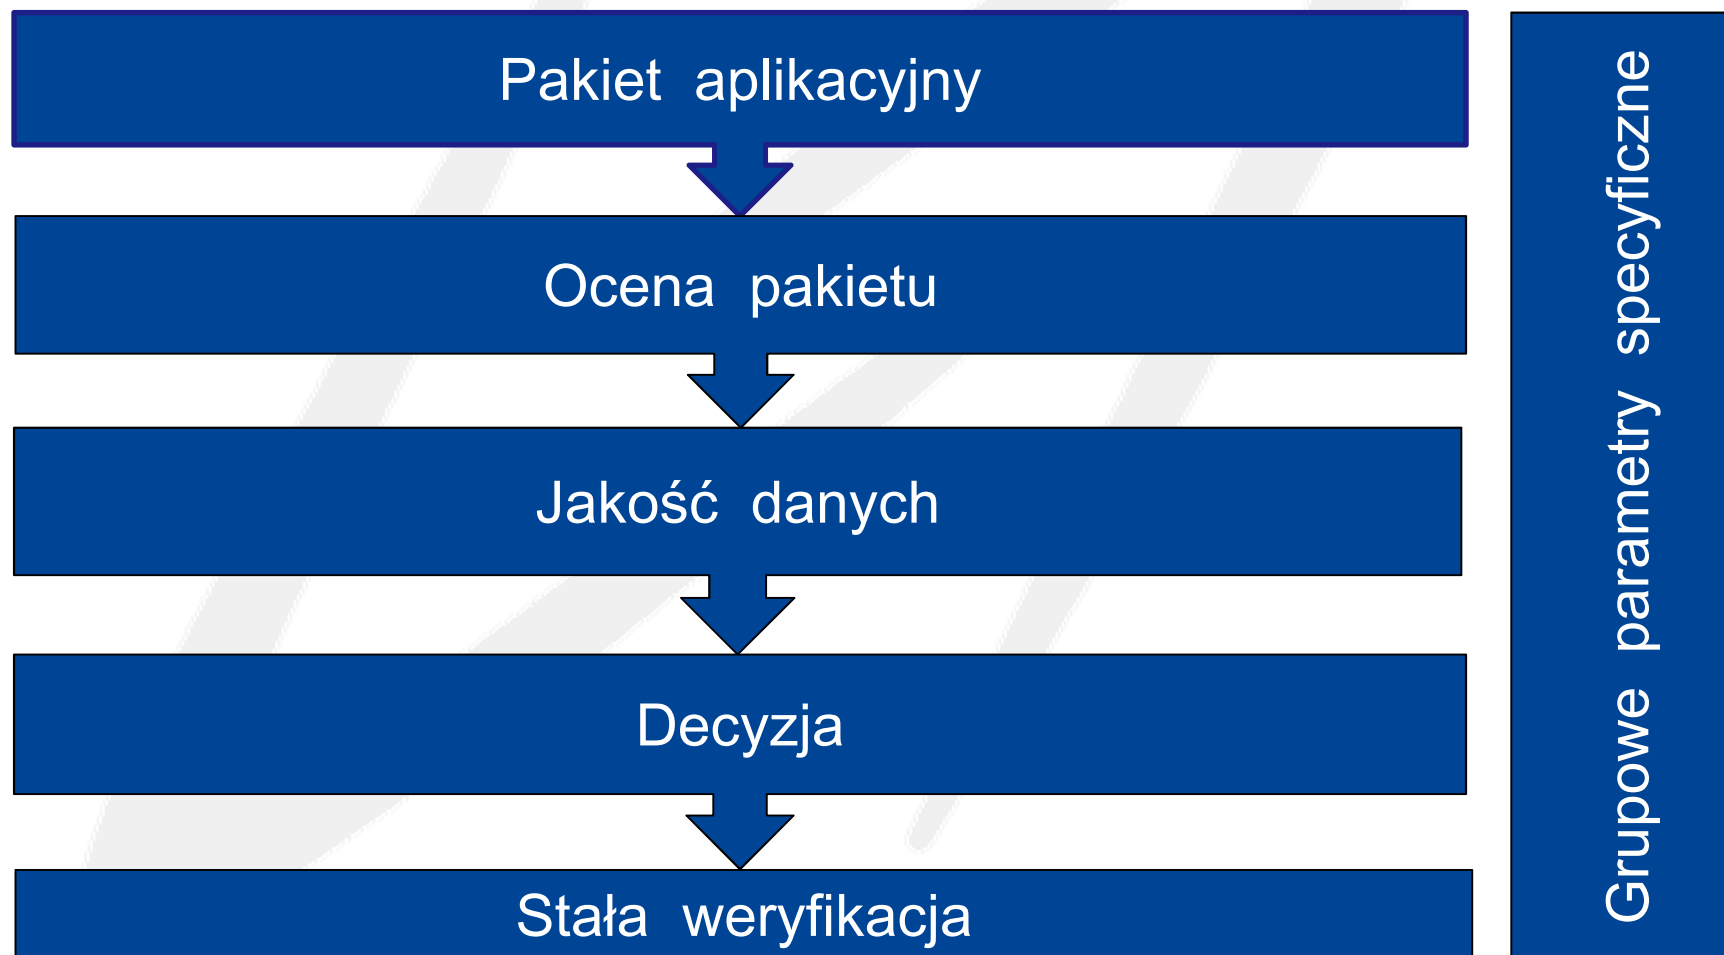 Pakiet aplikacyjny
Ocena pakietu
Jakość danych
Decyzja
Stała weryfikacja
Grupowe parametry specyficzne